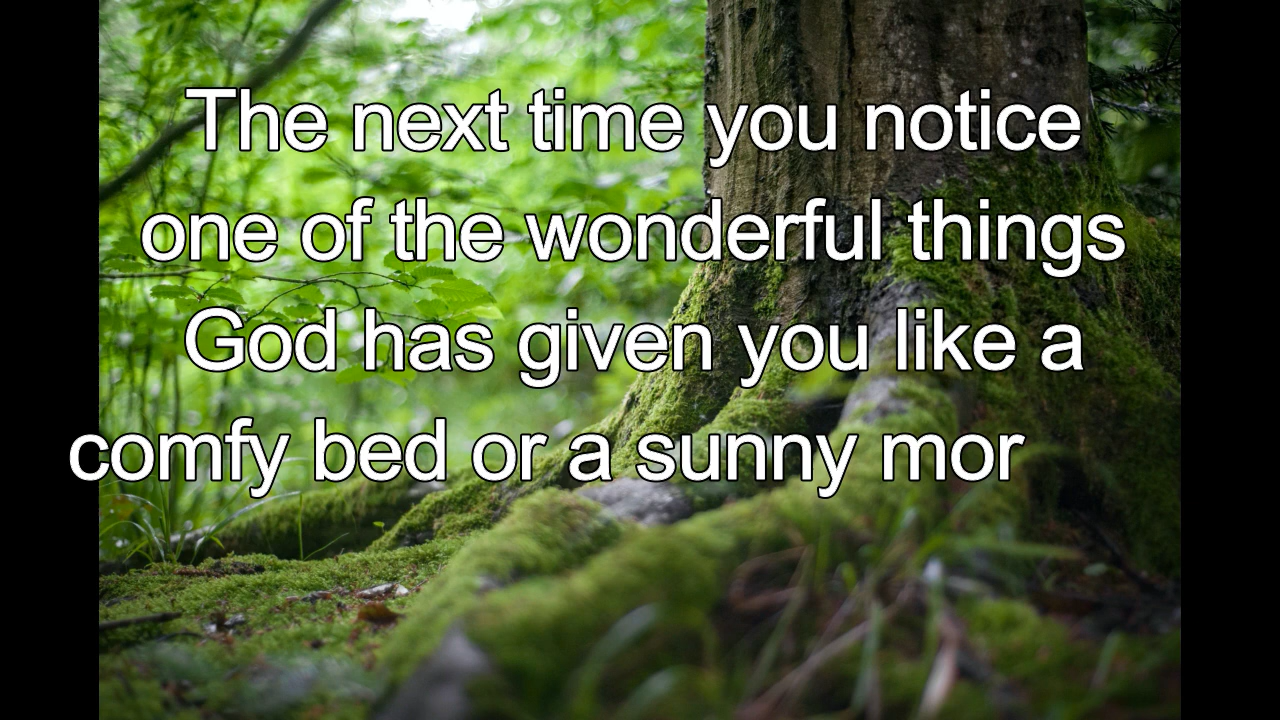 The next time you notice
one of the wonderful things
God has given you like a
comfy bed or a sunny mor